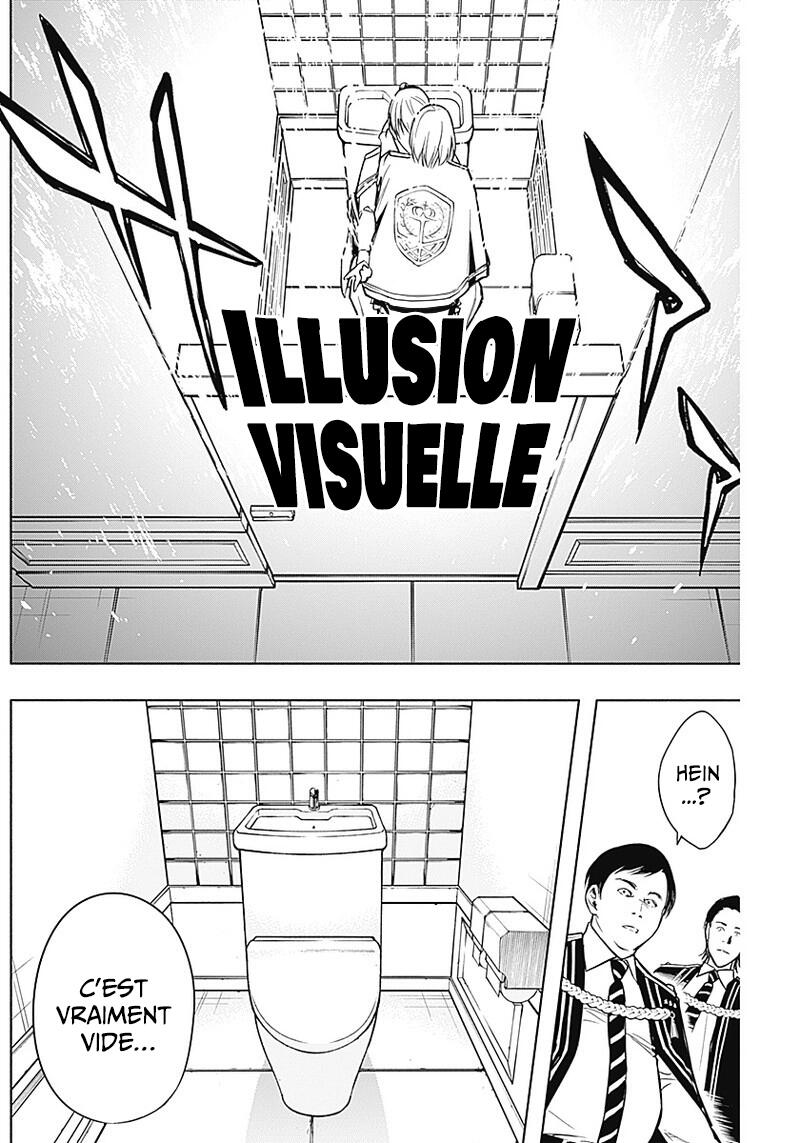 ILLUSION
VISUELLE
HEIN
...?
C'EST
VRAIMENT
VIDE...